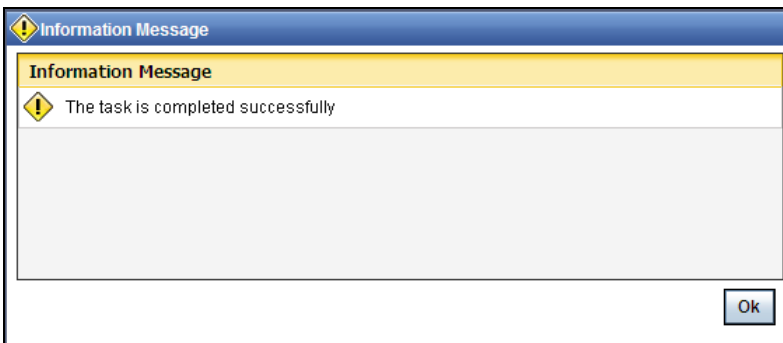 Information Message
Information Message
The task is completed successfully
Ok